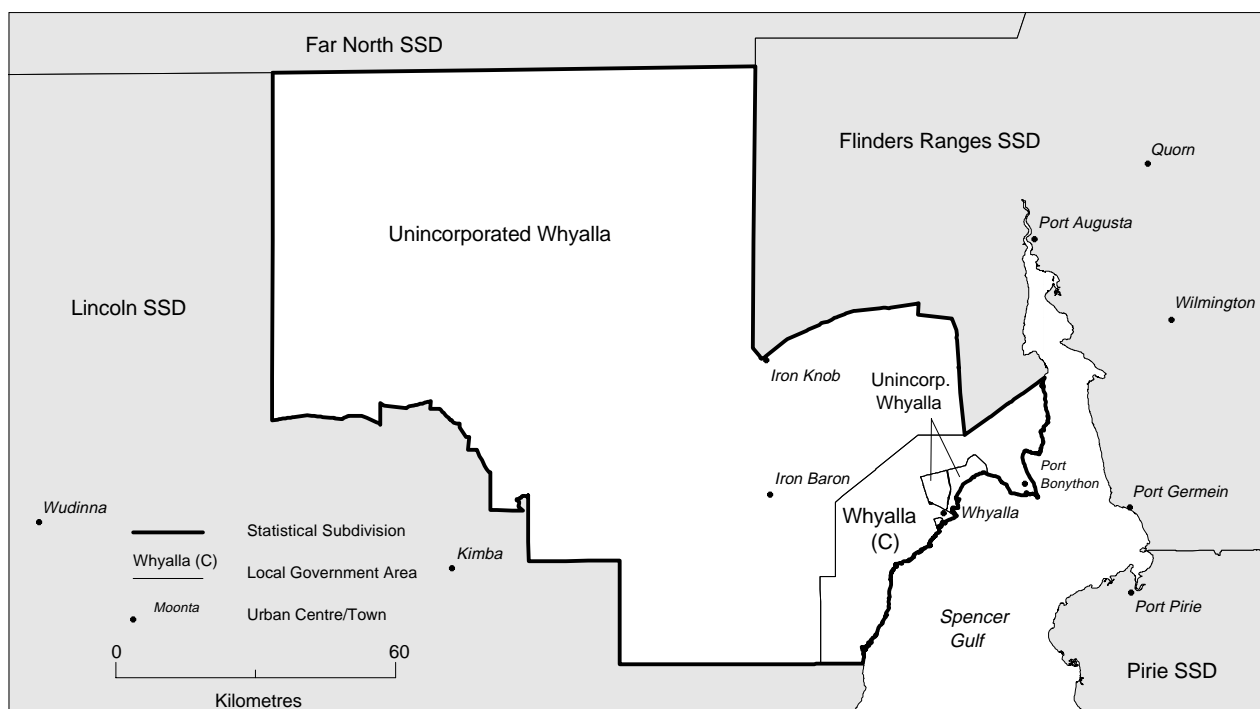 Far North SSD
Flinders Ranges SSD
Quorn
Unincorporated Whyalla
Port Augusta
Lincoln SSD
Wilmington
Iron Knob
Unincorp.
Whyalla
Iron Baron
Port
Bonython
Port Germein
Wudinna
Whyalla
Whyalla
(C)
Statistical Subdivision
Kimba
Whyalla (C)
Local Government Area
Moonta
Urban Centre/Town
Port Pirie
Spencer
Gulf
0
60
Pirie SSD
Kilometres